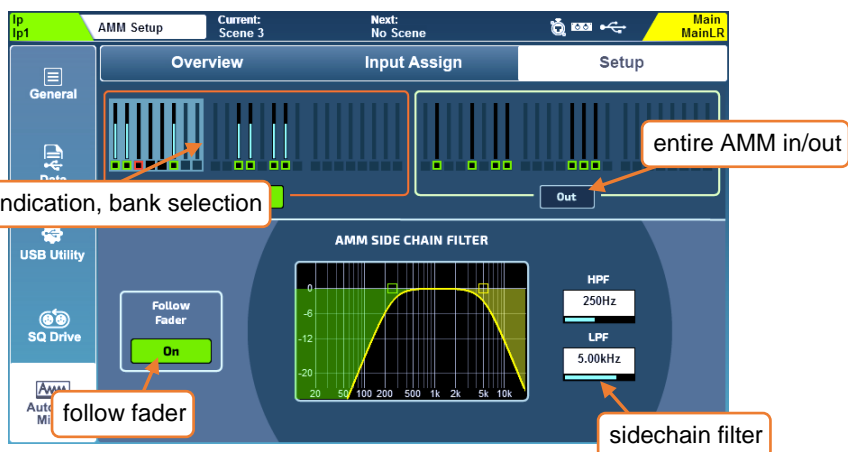 Ip
Ip1
AMM Setup
Current:
Scene 3
Next:
No Scene
Main
MainLR
General
Overview
Input Assign
Setup
entire AMM in/out
Data
ndication, bank selection
Out
USB Utility
AMM SIDE CHAIN FILTER
Follow
Fader
On
0
-6
-12
-20
20 50 100 200 500 1k 2k 5k 10k
HPF
250Hz
LPF
5.00kHz
SQ Drive
follow fader
sidechain filter